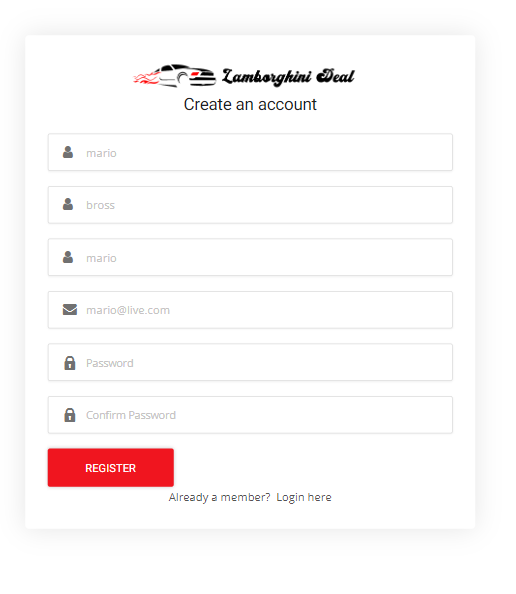 Lamborghini Deal
Create an account
mario
bross
mario
mario@live.com
Password
Confirm Password
REGISTER
Already a member? Login here